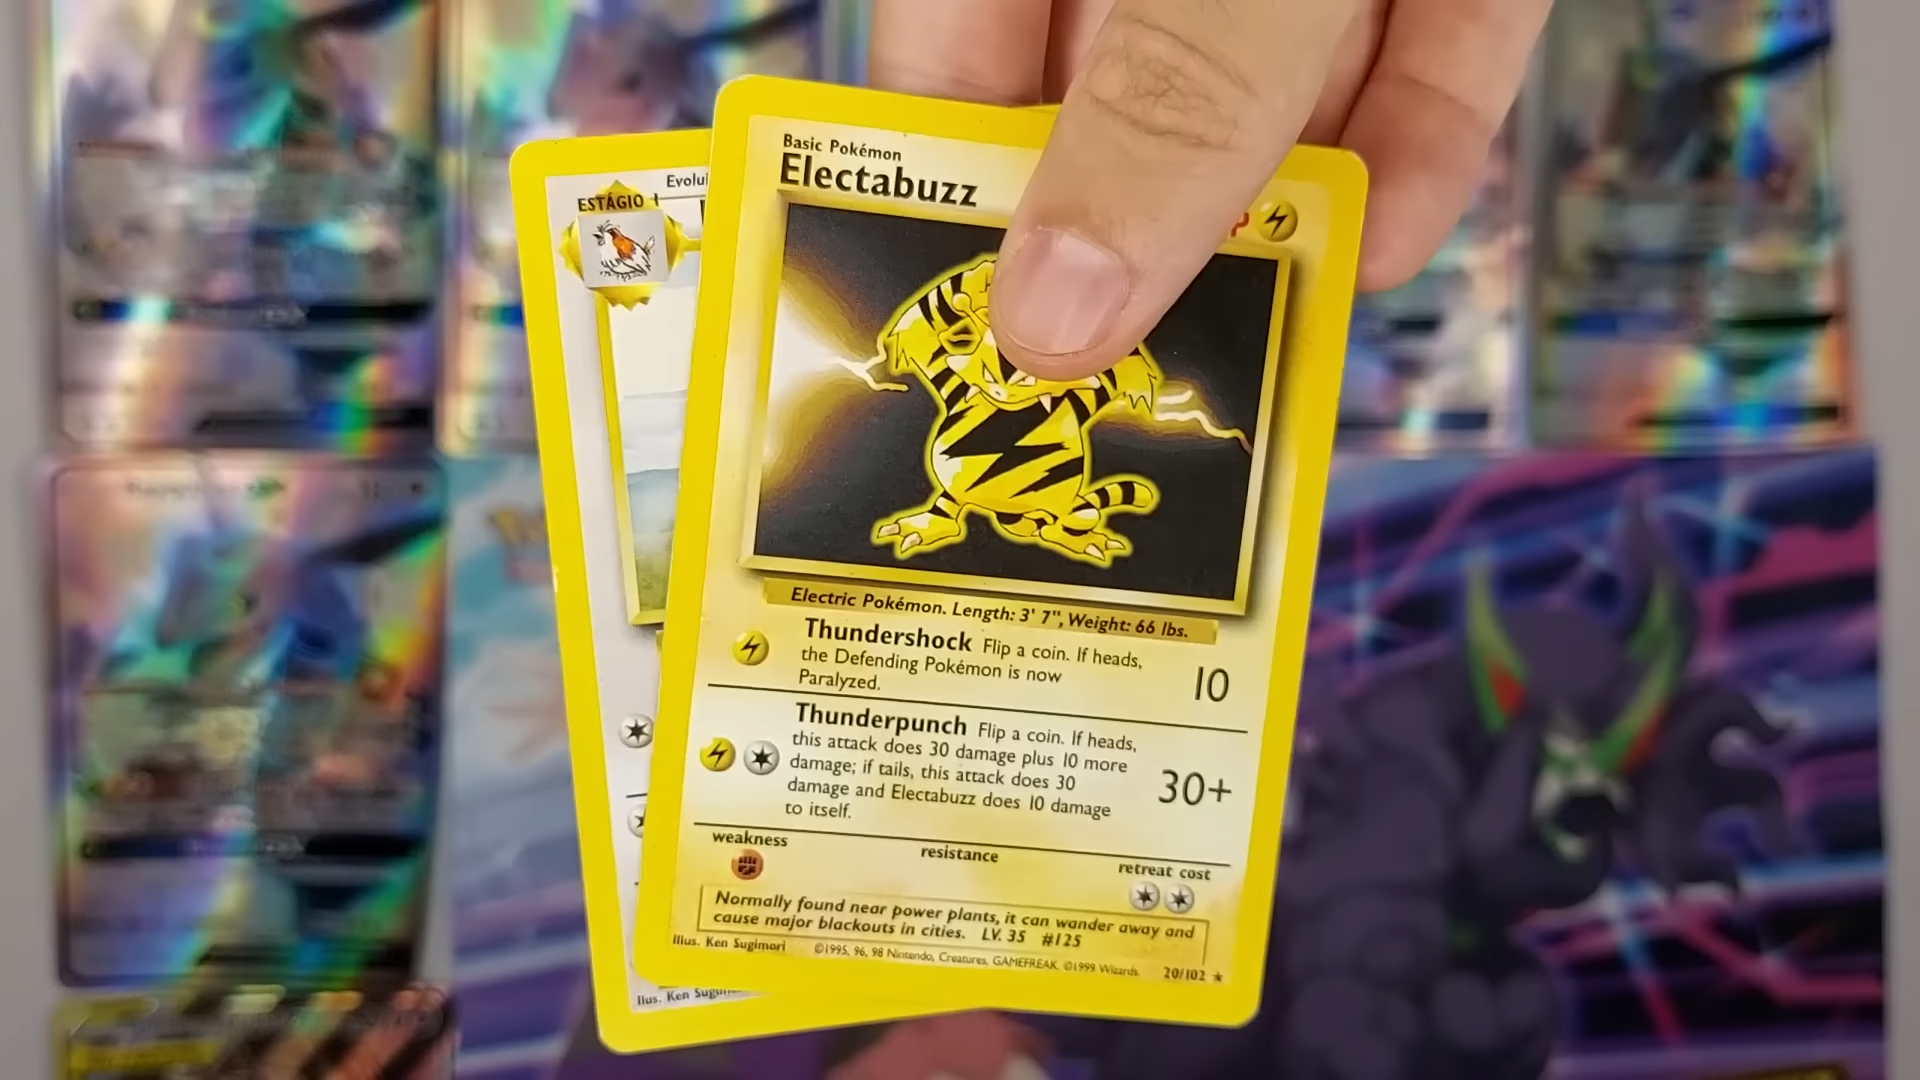 Basic Pokémon
Electabuzz
Evolu
ESTÁGIO 1
Electric Pokémon. Length: 3' 7", Weight: 66 lbs.
Thundershock Flip a coin. If heads,
the Defending Pokémon is now
Paralyzed.
10
Thunderpunch Flip a coin. If heads,
this attack does 30 damage plus 10 more
damage; if tails, this attack does 30
damage and Electabuzz does 10 damage
to itself.
30+
weakness
resistance
retreat cost
Normally found near power plants, it can wander away and
cause major blackouts in cities. LV. 35 #125
Illus. Ken Sugimori ©1995, 96, 98 Nintendo, Creatures, GAMEFREAK. ©1999 Wizards. 20/102
Ilus. Ken Sugim